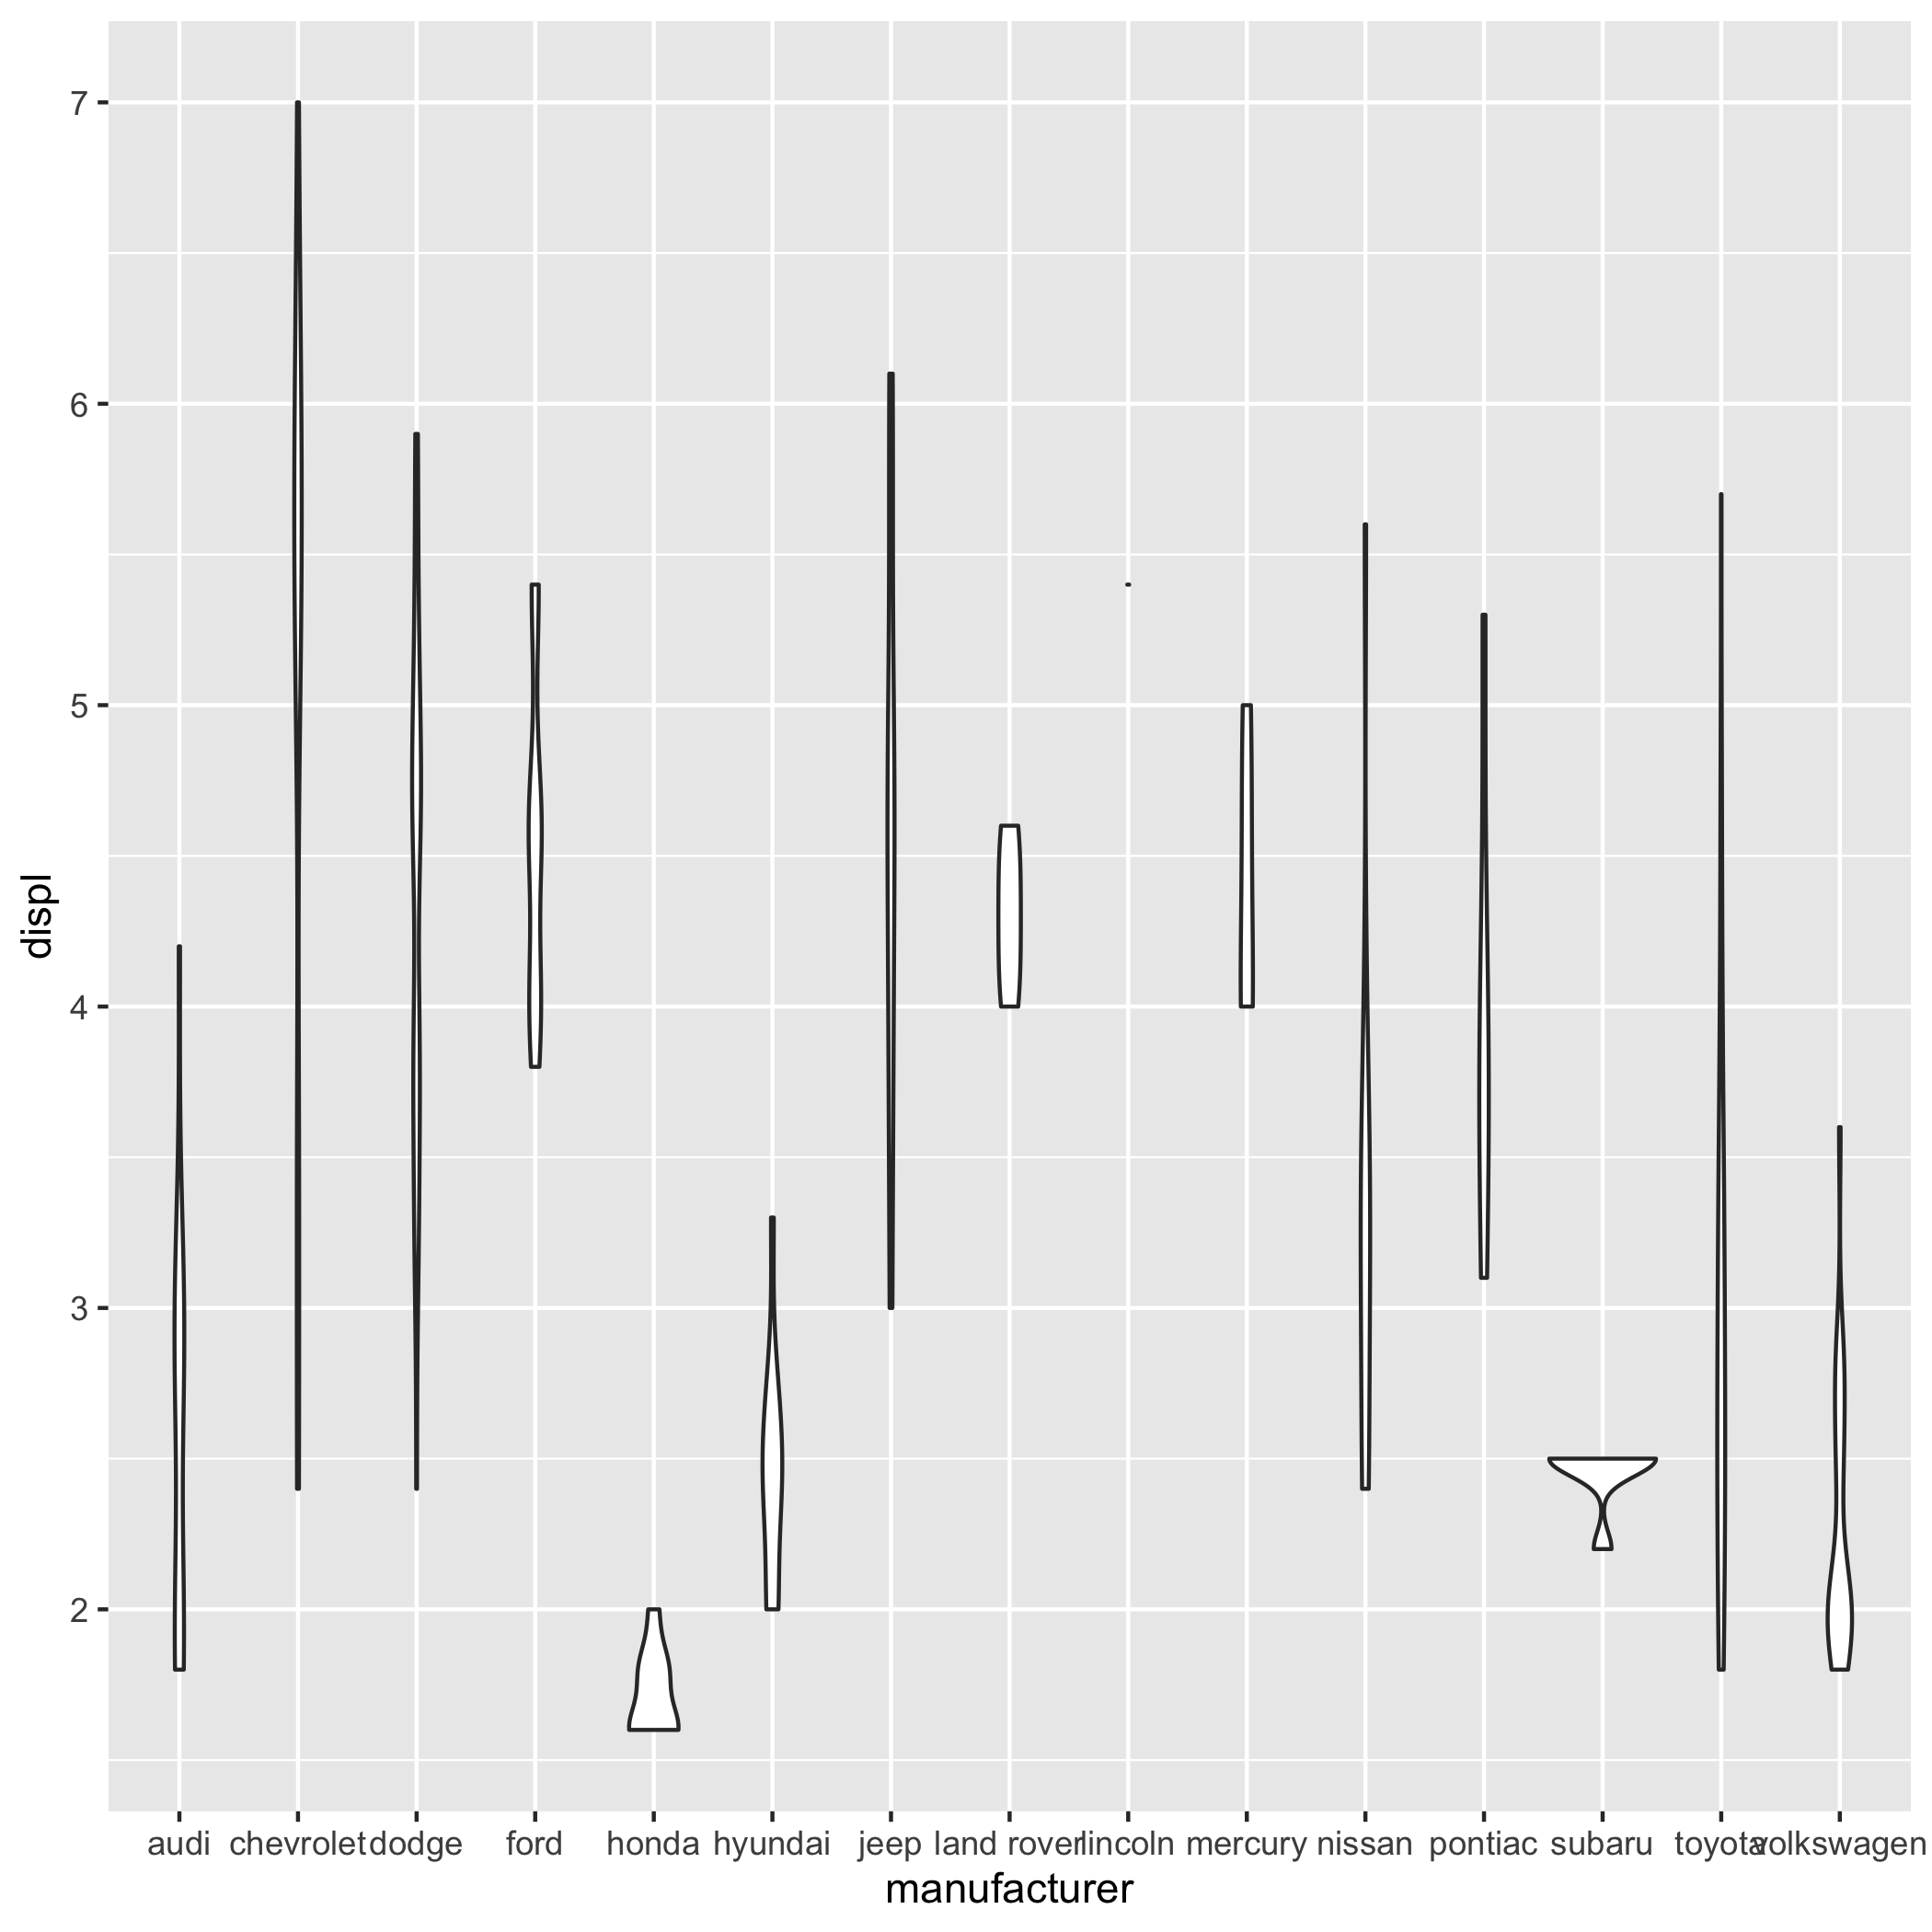 displ
7
6
5
4
3
2
audi chevrolet dodge ford honda hyundai jeep land rover lincoln mercury nissan pontiac subaru toyota volkswagen
manufacturer